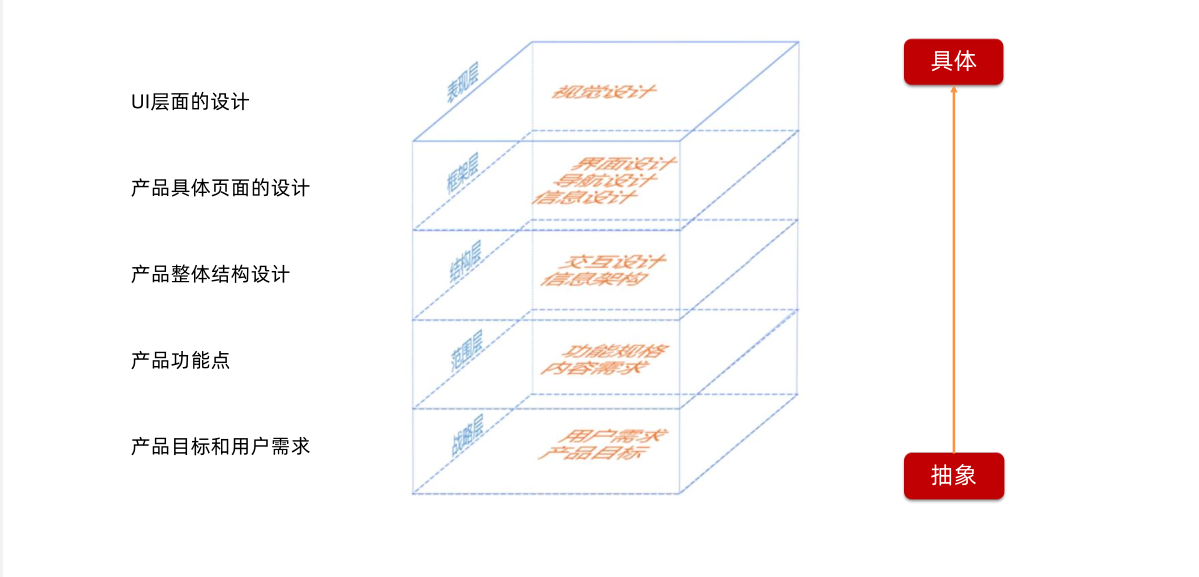 具体
UI层面的设计
表现层
视觉设计
产品具体页面的设计
框架层
界面设计
导航设计
信息设计
产品整体结构设计
结构层
交互设计
信息架构
产品功能点
范围层
功能规格
内容需求
产品目标和用户需求
战略层
用户需求
产品目标
抽象